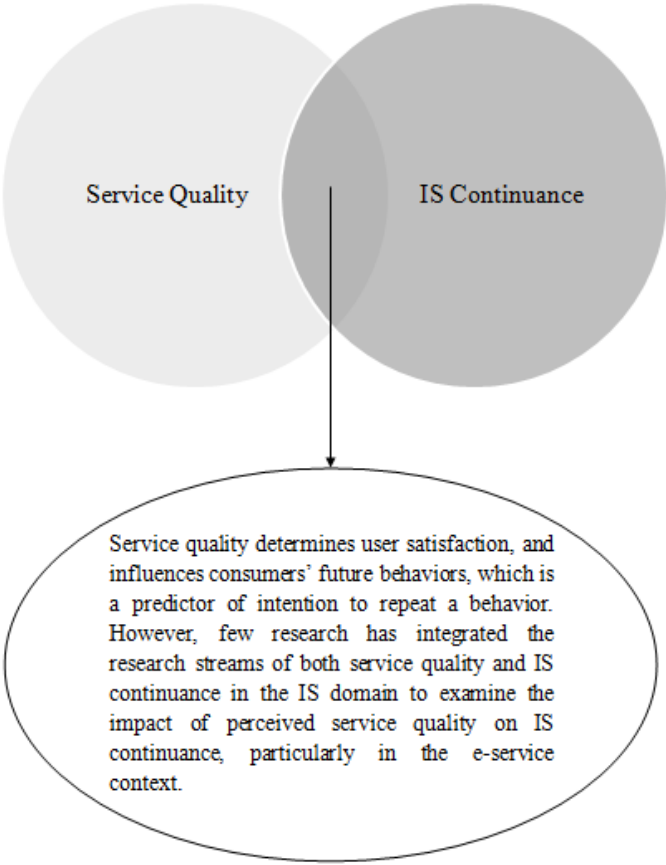 Service Quality
IS Continuance
Service quality determines user satisfaction, and
influences consumers’ future behaviors, which is
a predictor of intention to repeat a behavior.
However, few research has integrated the
research streams of both service quality and IS
continuance in the IS domain to examine the
impact of perceived service quality on IS
continuance, particularly in the e-service
context.